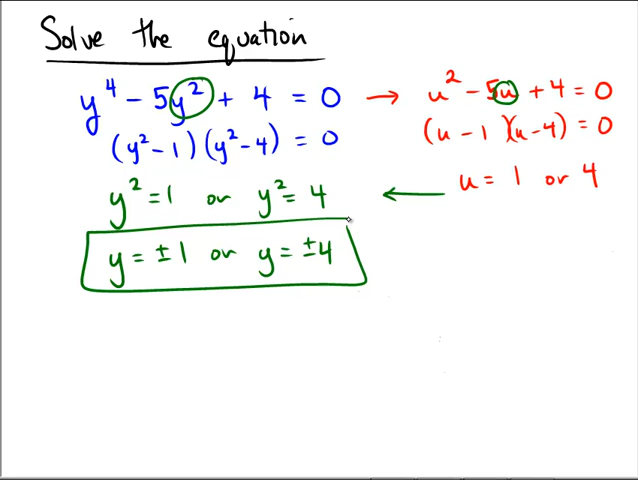 Solve the equation
y⁴ - 5y² + 4 = 0 → u² - 5u + 4 = 0
(y² - 1)(y² - 4) = 0 (u - 1)(u - 4) = 0
y² = 1 or y² = 4 ← u = 1 or 4
y = ±1 or y = ±4